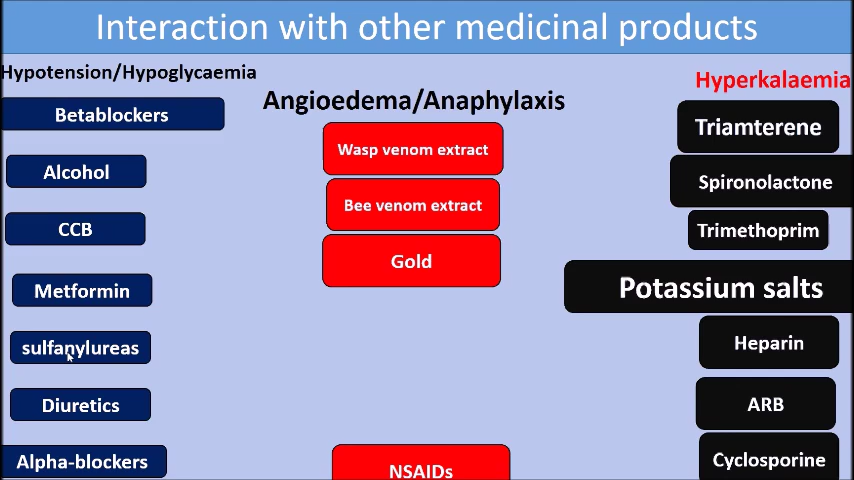 Interaction with other medicinal products
Hypotension/Hypoglycaemia
Betablockers
Alcohol
CCB
Metformin
sulfanylureas
Diuretics
Alpha-blockers
Angioedema/Anaphylaxis
Wasp venom extract
Bee venom extract
Gold
NSAIDs
Hyperkalaemia
Triamterene
Spironolactone
Trimethoprim
Potassium salts
Heparin
ARB
Cyclosporine